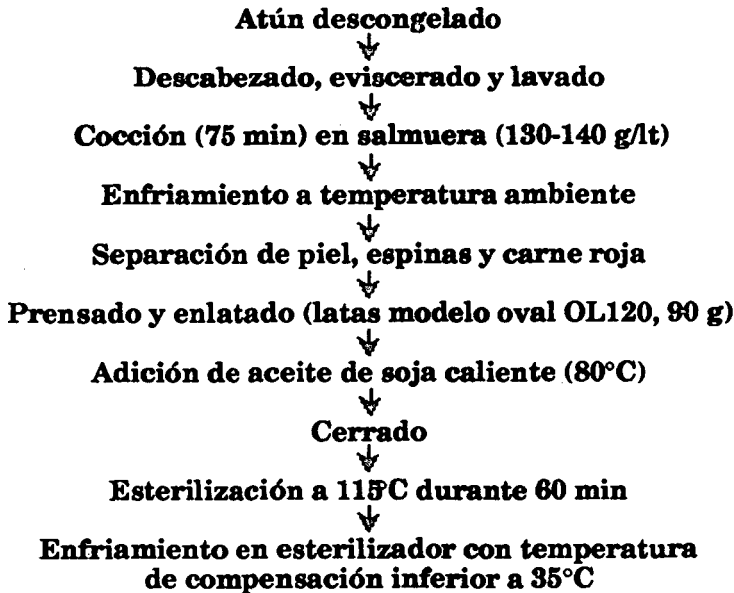 Atún descongelado
Descabezado, eviscerado y lavado
Cocción (75 min) en salmuera (130-140 g/lt)
Enfriamiento a temperatura ambiente
Separación de piel, espinas y carne roja
Prensado y enlatado (latas modelo oval OL120, 90 g)
Adición de aceite de soja caliente (80°C)
Cerrado
Esterilización a 115°C durante 60 min
Enfriamiento en esterilizador con temperatura
de compensación inferior a 35°C